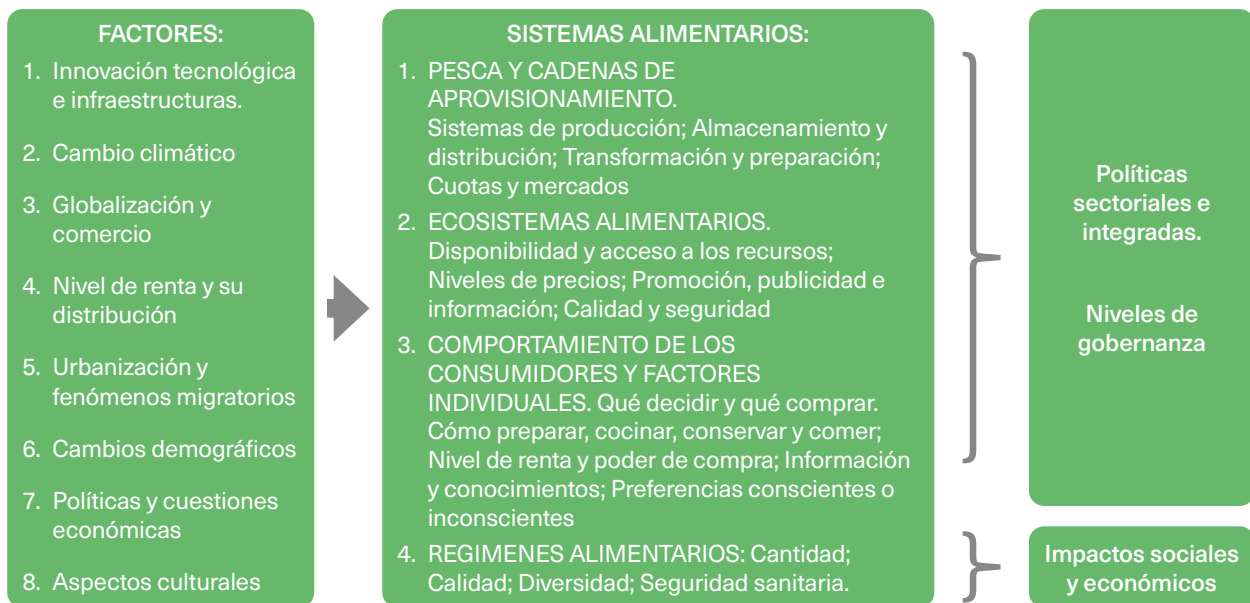 FACTORES:
1. Innovación tecnológica
e infraestructuras.
2. Cambio climático
3. Globalización y
comercio
4. Nivel de renta y su
distribución
5. Urbanización y
fenómenos migratorios
6. Cambios demográficos
7. Políticas y cuestiones
económicas
8. Aspectos culturales
SISTEMAS ALIMENTARIOS:
1. PESCA Y CADENAS DE
APROVISIONAMIENTO.
Sistemas de producción; Almacenamiento y
distribución; Transformación y preparación;
Cuotas y mercados
2. ECOSISTEMAS ALIMENTARIOS.
Disponibilidad y acceso a los recursos;
Niveles de precios; Promoción, publicidad e
información; Calidad y seguridad
3. COMPORTAMIENTO DE LOS
CONSUMIDORES Y FACTORES
INDIVIDUALES. Qué decidir y qué comprar.
Cómo preparar, cocinar, conservar y comer;
Nivel de renta y poder de compra; Información
y conocimientos; Preferencias conscientes o
inconscientes
4. REGIMENES ALIMENTARIOS: Cantidad;
Calidad; Diversidad; Seguridad sanitaria.
Políticas
sectoriales e
integradas.
Niveles de
gobernanza
Impactos sociales
y económicos